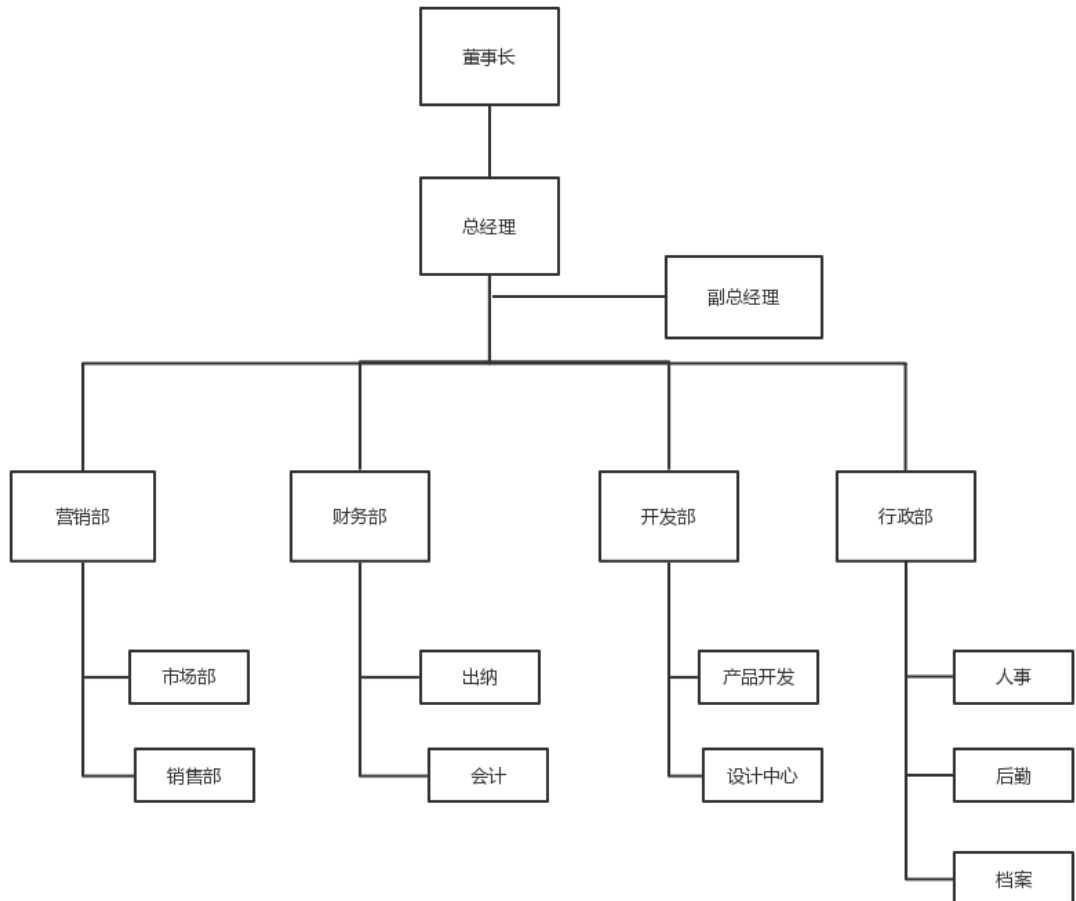 董事长
总经理
副总经理
营销部
财务部
开发部
行政部
市场部
出纳
产品开发
人事
销售部
会计
设计中心
后勤
档案